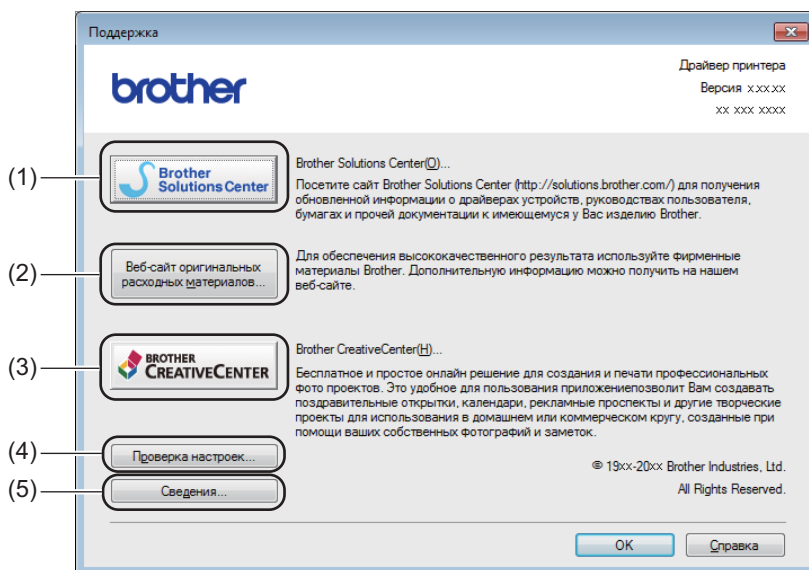 Поддержка
brother
Драйвер принтера
Версия x.xx.xx
xx xxx xxxx
(1)
Brother
Solutions Center
Brother Solutions Center(O)...
Посетите сайт Brother Solutions Center (http://solutions.brother.com/) для получения
обновленной информации о драйверах устройств, руководствах пользователя,
бумагах и прочей документации к имеющемуся у Вас изделию Brother.
(2)
Веб-сайт оригинальных
расходных материалов...
Для обеспечения высококачественного результата используйте фирменные
материалы Brother. Дополнительную информацию можно получить на нашем
веб-сайте.
(3)
BROTHER
CREATIVECENTER
Brother CreativeCenter(H)...
Бесплатное и простое онлайн решение для создания и печати профессиональных
фото проектов. Это удобное для пользования приложениепозволит Вам создавать
поздравительные открытки, календари, рекламные проспекты и другие творческие
проекты для использования в домашнем или коммерческом кругу, созданные при
помощи ваших собственных фотографий и заметок.
(4)
Проверка настроек...
(5)
Сведения...
© 19xx-20xx Brother Industries, Ltd.
All Rights Reserved.
OK
Справка